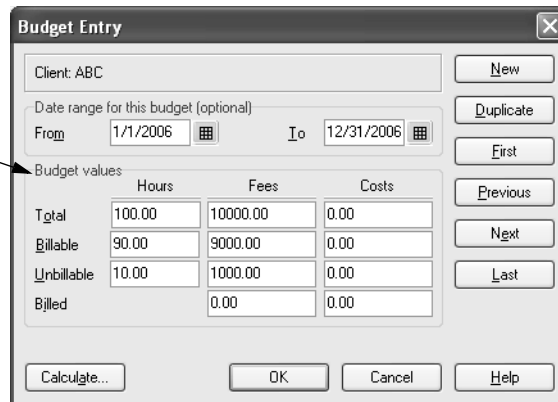 Budget Entry
Client: ABC
New
Date range for this budget (optional)
Duplicate
From 1/1/2006 To 12/31/2006
First
Budget values
Previous
Hours Fees Costs
Total 100.00 10000.00 0.00
Billable 90.00 9000.00 0.00
Next
Unbillable 10.00 1000.00 0.00
Last
Billed 0.00 0.00
Calculate... OK Cancel Help